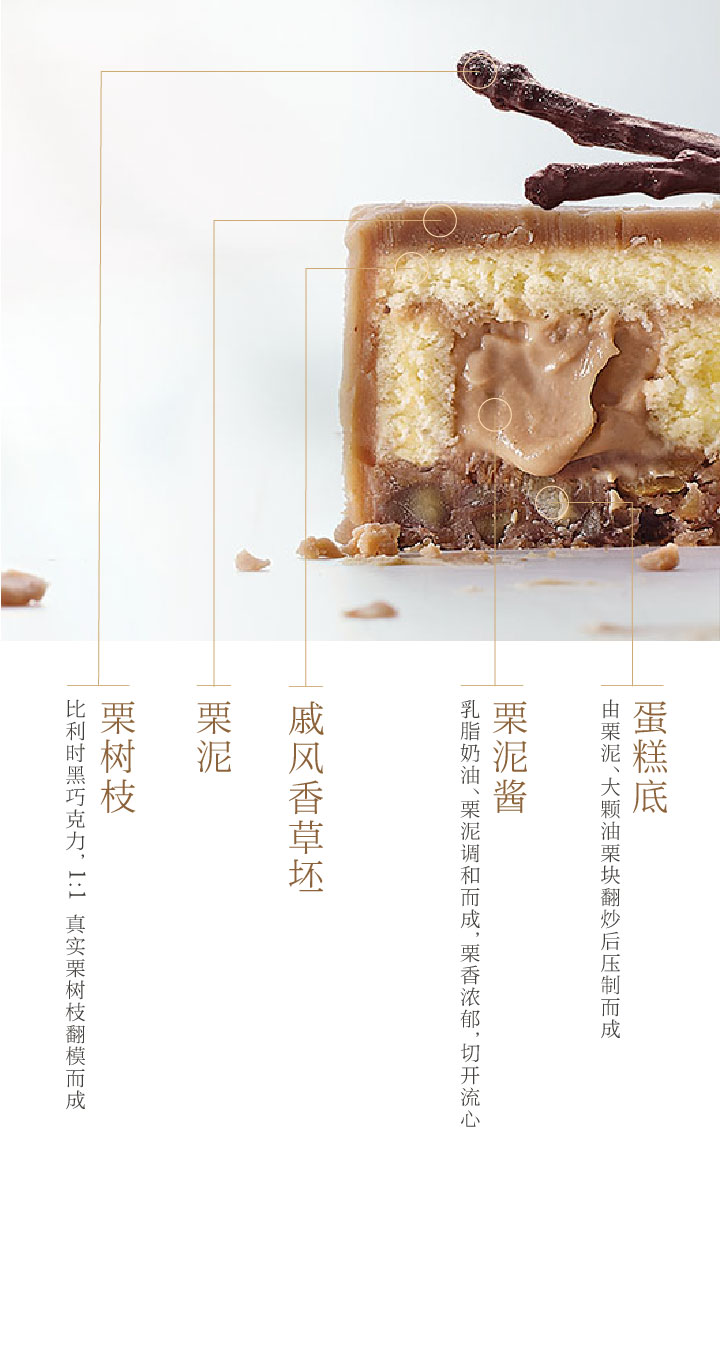 蛋糕底
由栗泥、大颗油栗块翻炒后压制而成
栗泥酱
乳脂奶油、栗泥调和而成，栗香浓郁，切开流心
戚风香草坯
栗泥
栗树枝
比利时黑巧克力，1:1 真实栗树枝翻模而成